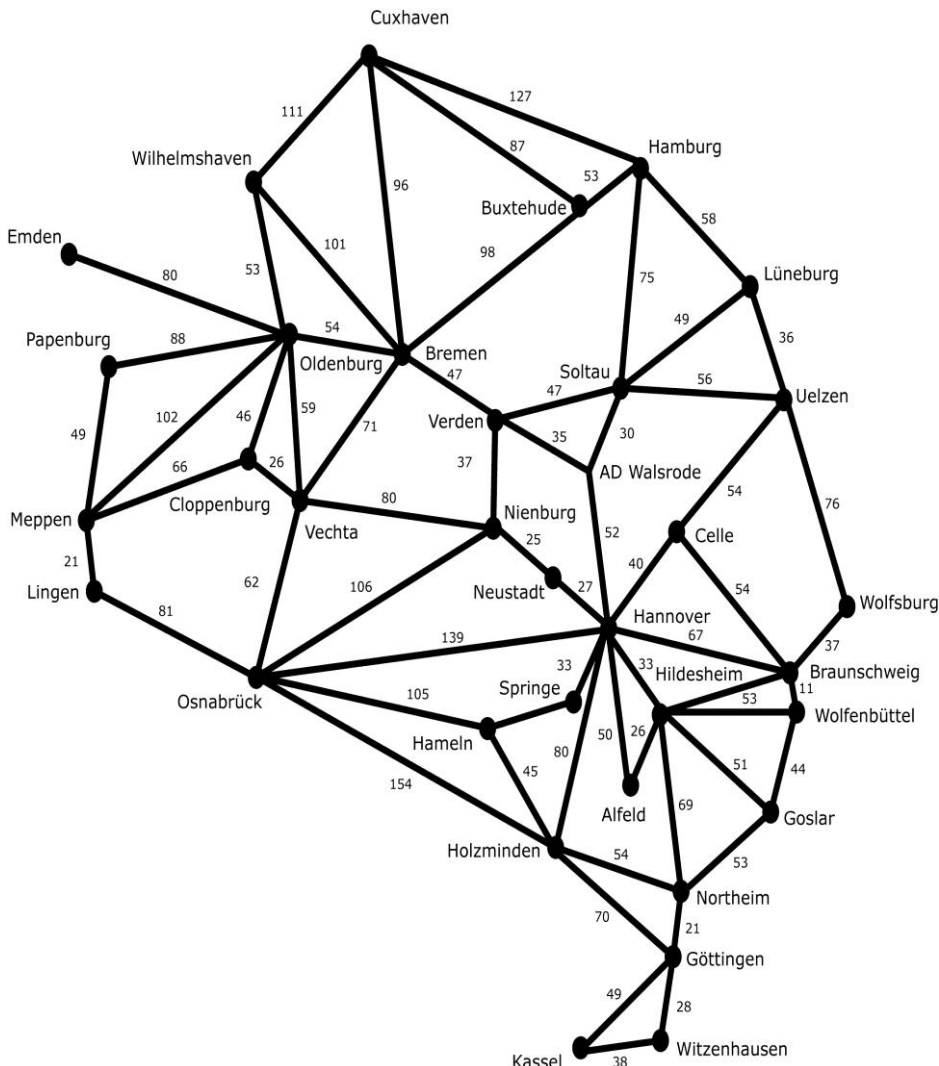 Cuxhaven
127
111
87
Hamburg
Wilhelmshaven
96
53
Buxtehude
58
Emden
101
98
53
75
80
Lüneburg
49
Papenburg
88
54
36
Oldenburg
Bremen
Soltau
47
47
56
Uelzen
102
46
59
71
Verden
35
30
49
66
26
37
AD Walsrode
54
76
Cloppenburg
80
Nienburg
Celle
Meppen
Vechta
25
52
21
62
106
40
54
Lingen
Neustadt
27
Wolfsburg
81
Hannover
139
67
37
33
33
Hildesheim
Braunschweig
Osnabrück
105
Springe
11
53
Wolfenbüttel
Hameln
80
50
26
45
51
44
154
69
Alfeld
Goslar
Holzminden
54
53
Northeim
70
21
Göttingen
49
28
Kassel
38
Witzenhausen